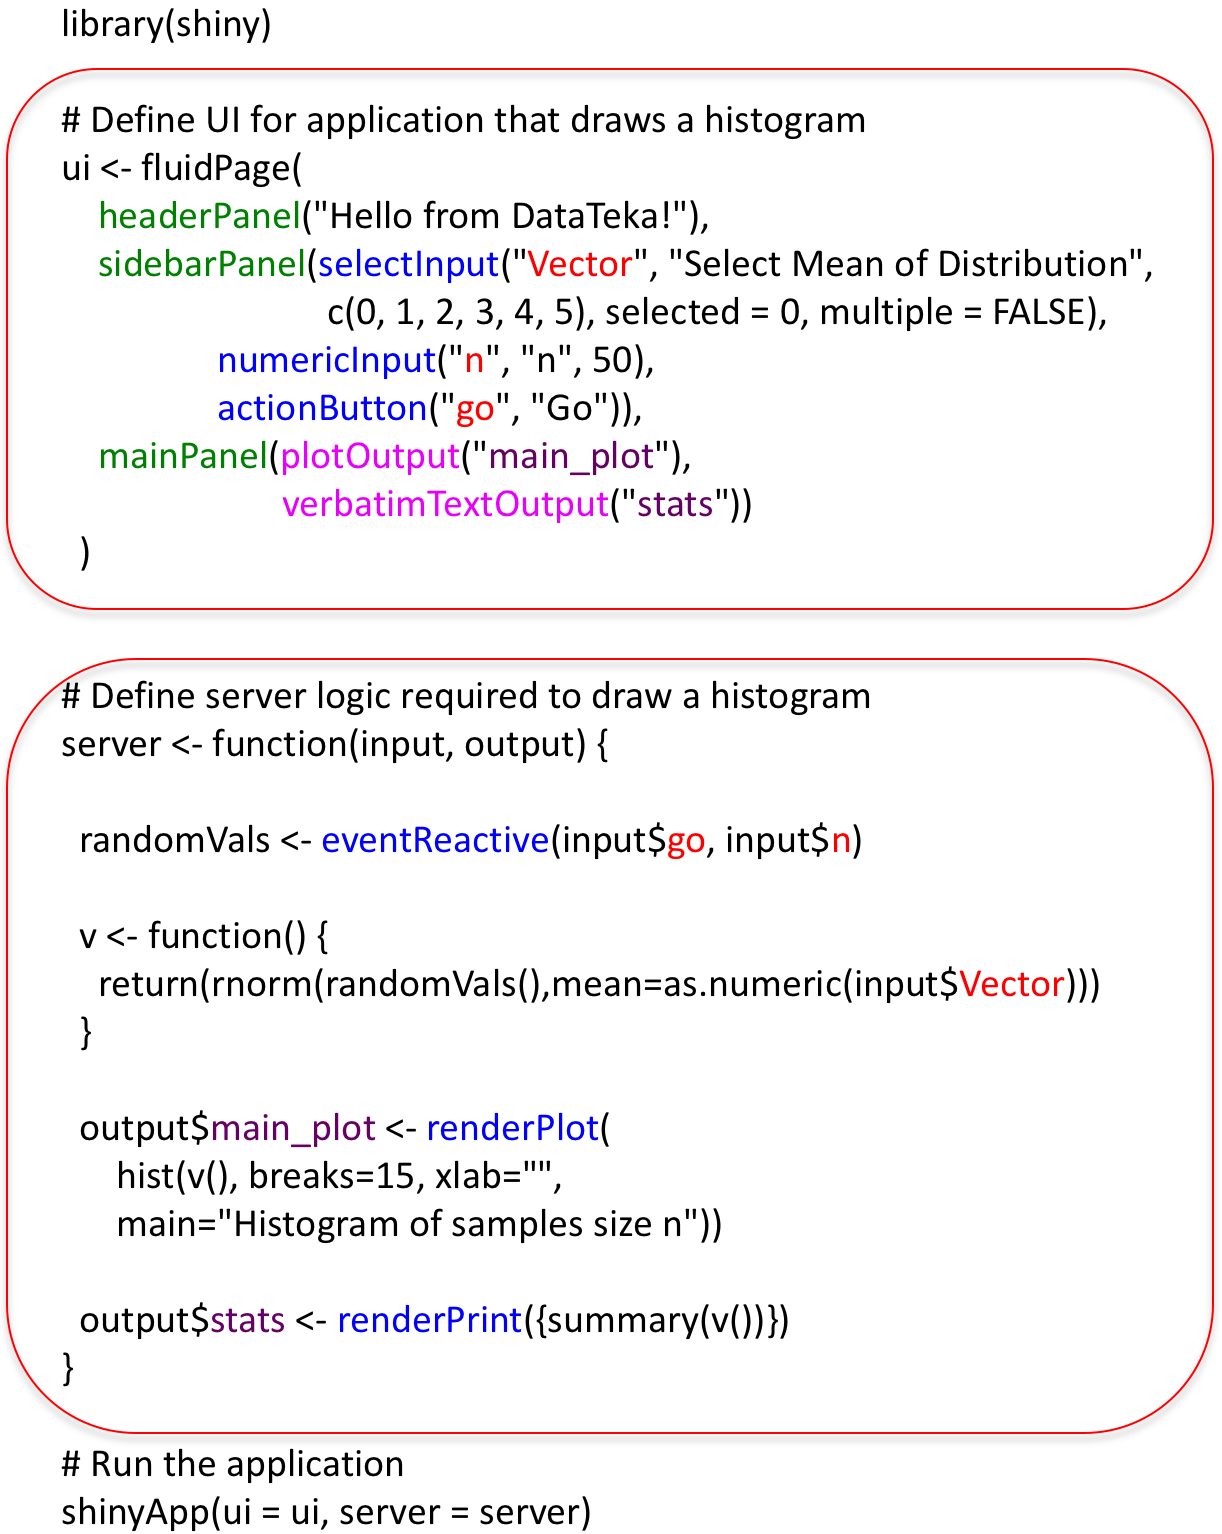 library(shiny)
# Define UI for application that draws a histogram
ui <- fluidPage(
headerPanel("Hello from DataTeka!"),
sidebarPanel(selectInput("Vector", "Select Mean of Distribution",
c(0, 1, 2, 3, 4, 5), selected = 0, multiple = FALSE),
numericInput("n", "n", 50),
actionButton("go", "Go")),
mainPanel(plotOutput("main_plot"),
verbatimTextOutput("stats"))
)
# Define server logic required to draw a histogram
server <- function(input, output) {
randomVals <- eventReactive(input$go, input$n)
v <- function() {
return(rnorm(randomVals(),mean=as.numeric(input$Vector)))
}
output$main_plot <- renderPlot(
hist(v(), breaks=15, xlab="",
main="Histogram of samples size n"))
output$stats <- renderPrint({summary(v())})
}
# Run the application
shinyApp(ui = ui, server = server)